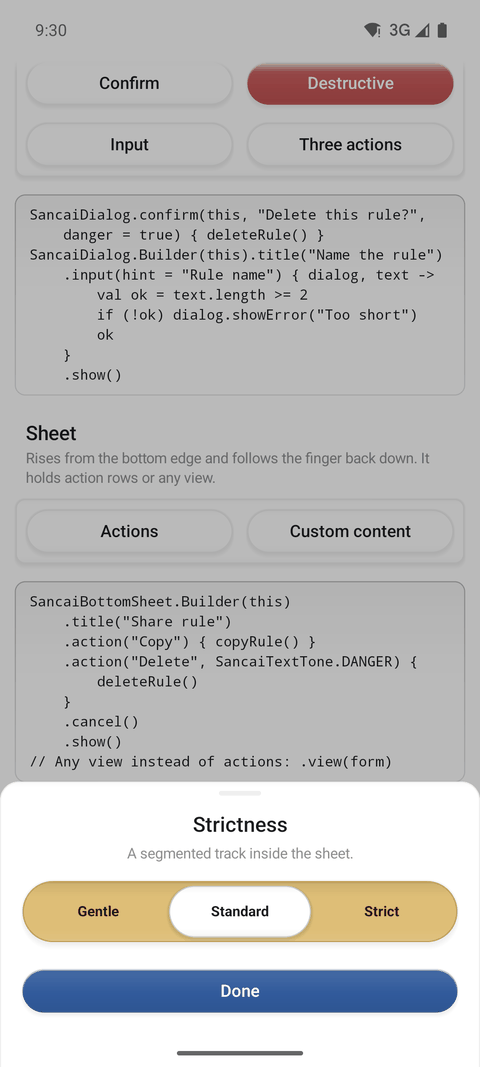 9:30
3G
Confirm
Destructive
Input
Three actions
SancaiDialog.confirm(this, "Delete this rule?",
    danger = true) { deleteRule() }
SancaiDialog.Builder(this).title("Name the rule")
    .input(hint = "Rule name") { dialog, text ->
        val ok = text.length >= 2
        if (!ok) dialog.showError("Too short")
        ok
    }
    .show()
Sheet
Rises from the bottom edge and follows the finger back down. It
holds action rows or any view.
Actions
Custom content
SancaiBottomSheet.Builder(this)
    .title("Share rule")
    .action("Copy") { copyRule() }
    .action("Delete", SancaiTextTone.DANGER) {
        deleteRule()
    }
    .cancel()
    .show()
// Any view instead of actions: .view(form)
Strictness
A segmented track inside the sheet.
Gentle
Standard
Strict
Done